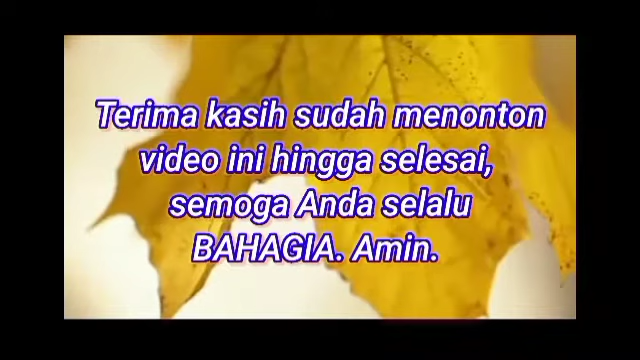 Terima kasih sudah menonton
video ini hingga selesai,
semoga Anda selalu
BAHAGIA. Amin.